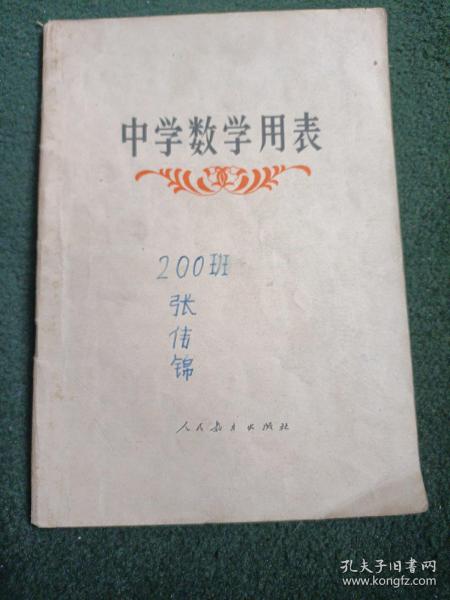 中学数学用表
200班
张
佶
锦
人民教育出版社
孔夫子旧书网
www.kongfz.com